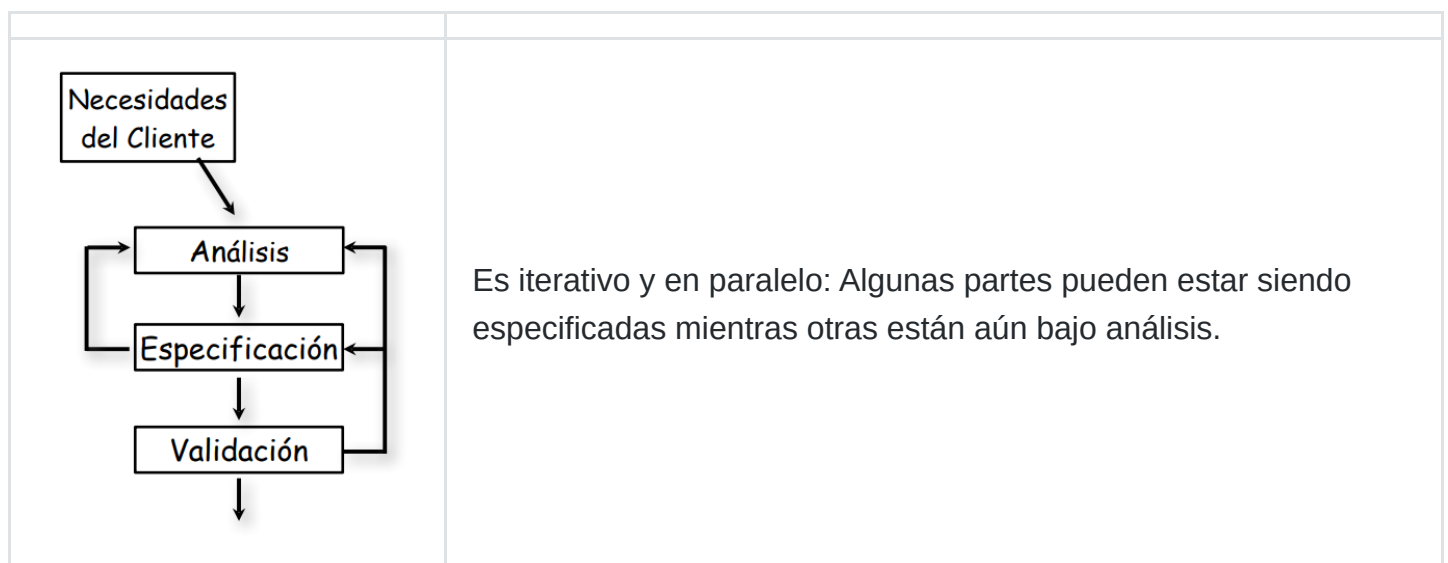 Necesidades
del Cliente
Análisis
Especificación
Validación
Es iterativo y en paralelo: Algunas partes pueden estar siendo
especificadas mientras otras están aún bajo análisis.